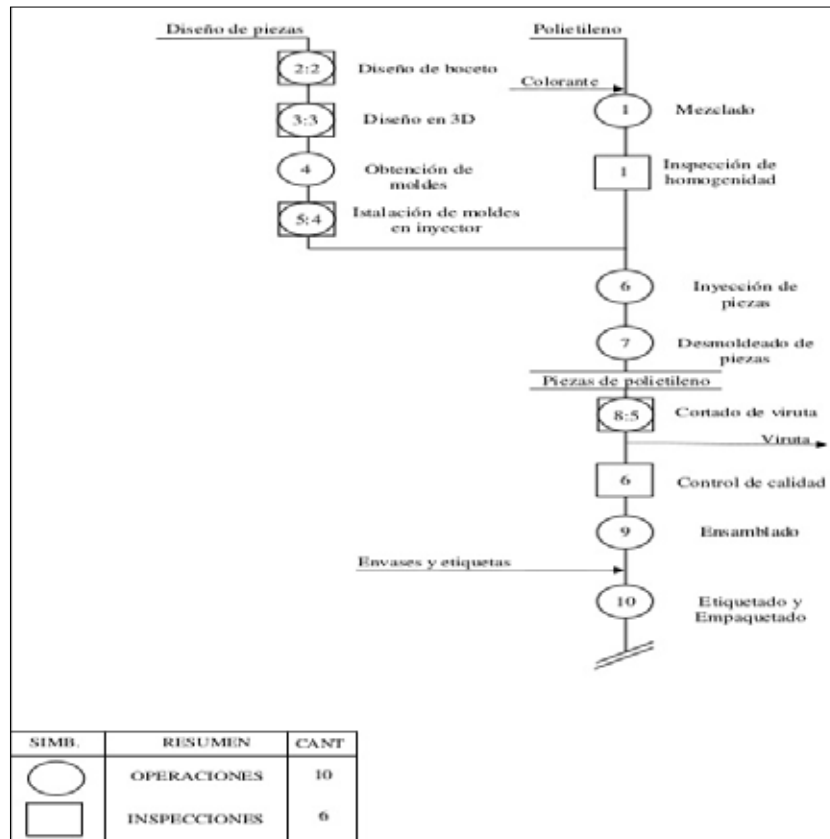 Diseño de piezas
2:2
Diseño de boceto
3:3
Diseño en 3D
4
Obtención de
moldes
5:4
Istalación de moldes
en inyector
Polietileno
Colorante
1
Mezclado
1
Inspección de
homogenidad
6
Inyección de
piezas
7
Desmoldeado de
piezas
Piezas de polietileno
8:5
Cortado de viruta
Viruta
6
Control de calidad
9
Ensamblado
Envases y etiquetas
10
Etiquetado y
Empaquetado
SIMB. RESUMEN CANT
OPERACIONES 10
INSPECCIONES 6